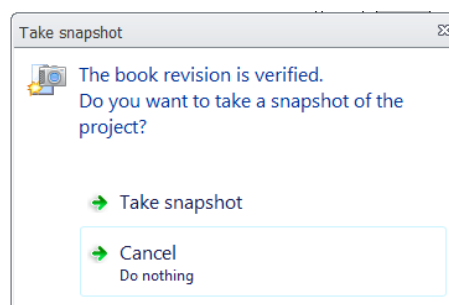 Take snapshot
The book revision is verified.
Do you want to take a snapshot of the
project?
Take snapshot
Cancel
Do nothing